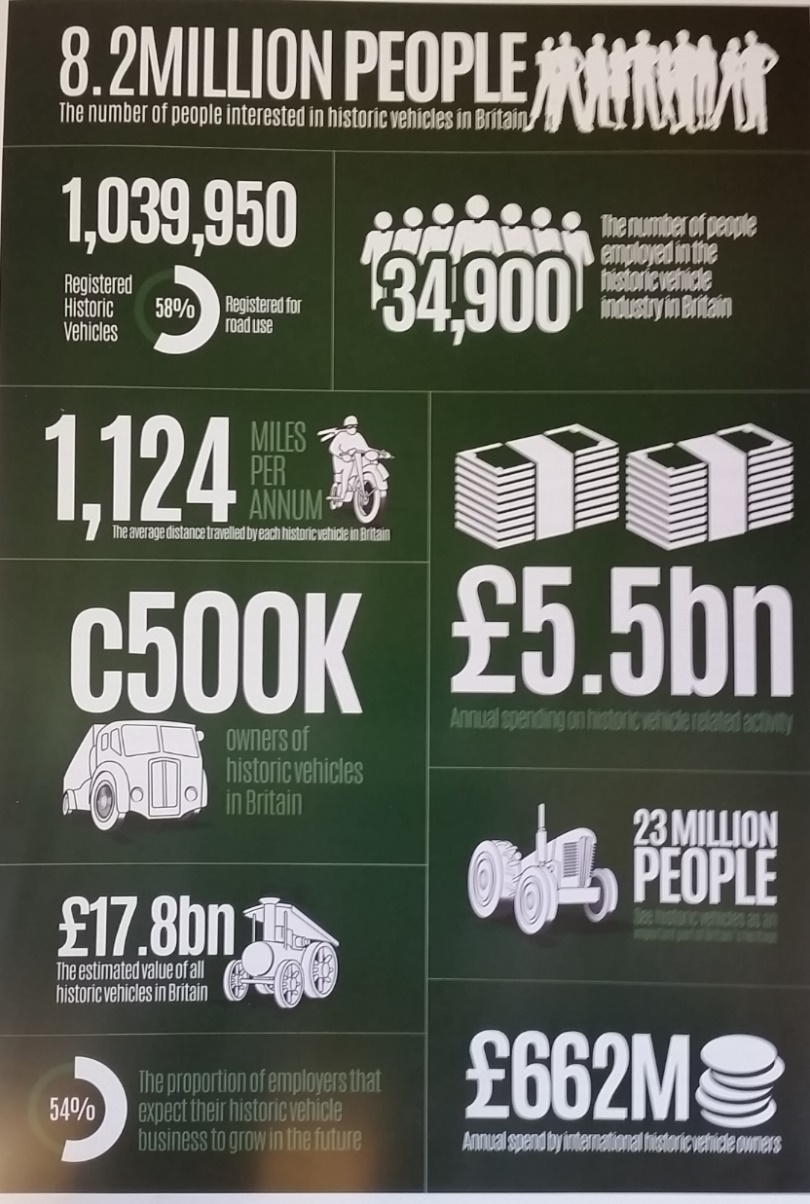 8.2MILLION PEOPLE
The number of people interested in historic vehicles in Britain
1,039,950
Registered
Historic
Vehicles
58%
Registered for
road use
34,900
The number of people
employed in the
historic vehicle
industry in Britain
1,124
MILES
PER
ANNUM
The average distance travelled by each historic vehicle in Britain
£5.5bn
Annual spending on historic vehicle related activity
c500K
owners of
historic vehicles
in Britain
23 MILLION
PEOPLE
See historic vehicles as an
important part of Britain's heritage
£17.8bn
The estimated value of all
historic vehicles in Britain
54%
The proportion of employers that
expect their historic vehicle
business to grow in the future
£662M
Annual spend by international historic vehicle owners